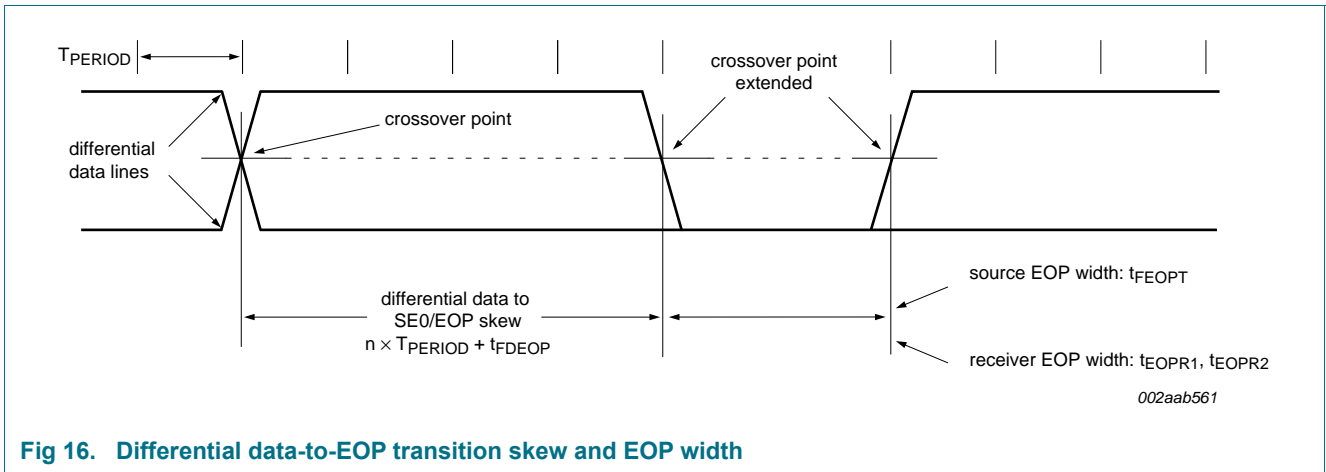 TPERIOD
crossover point
extended
crossover point
differential
data lines
differential data to
SE0/EOP skew
n × TPERIOD + tFDEOP
source EOP width: tFEOPT
receiver EOP width: tEOPR1, tEOPR2
002aab561
Fig 16. Differential data-to-EOP transition skew and EOP width